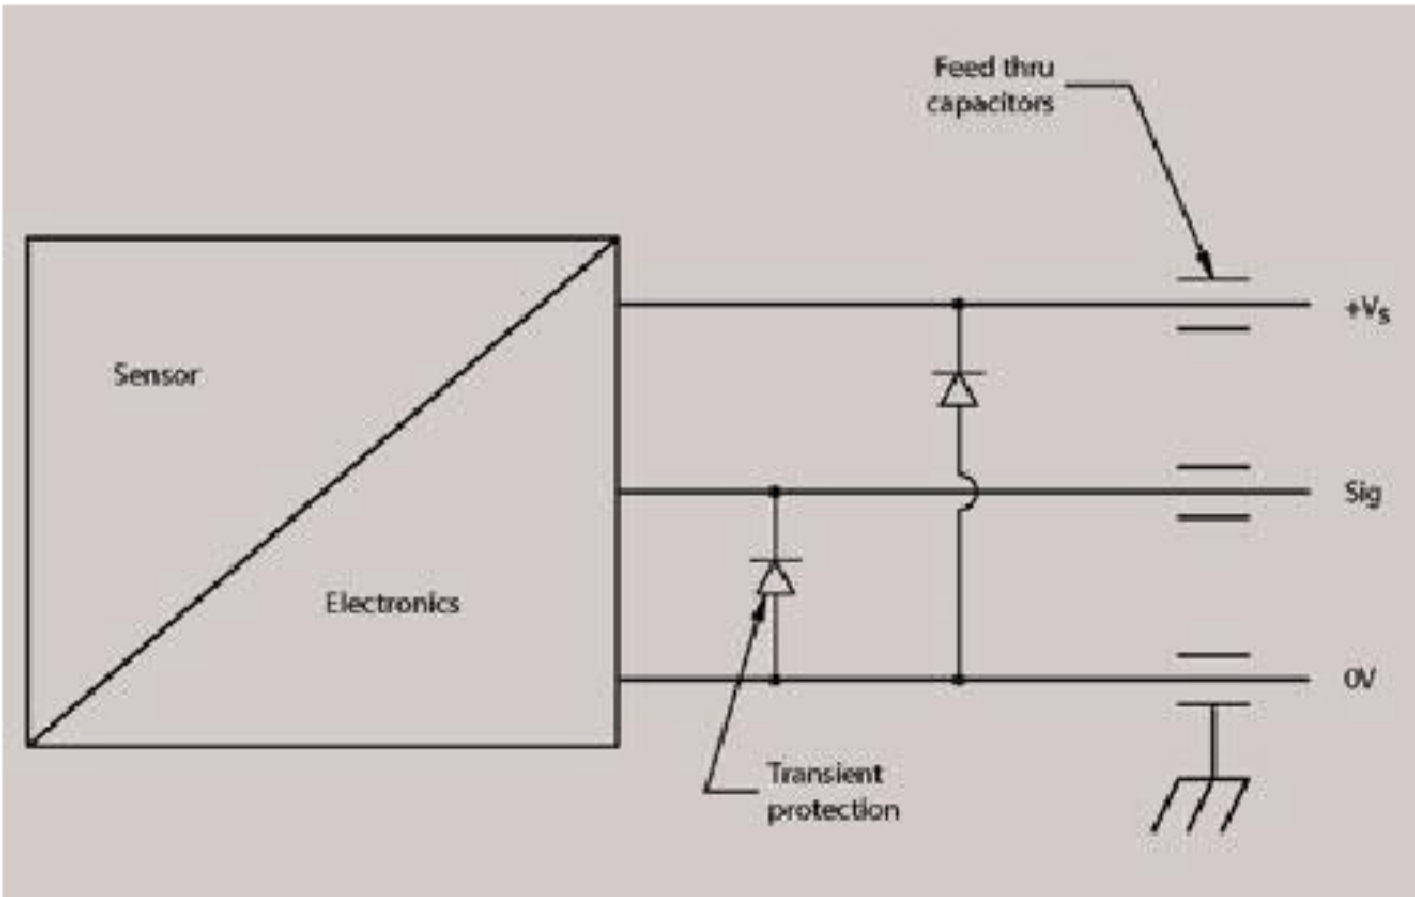 Feed thru
capacitors
+Vs
Sensor
Sig
Electronics
0V
Transient
protection